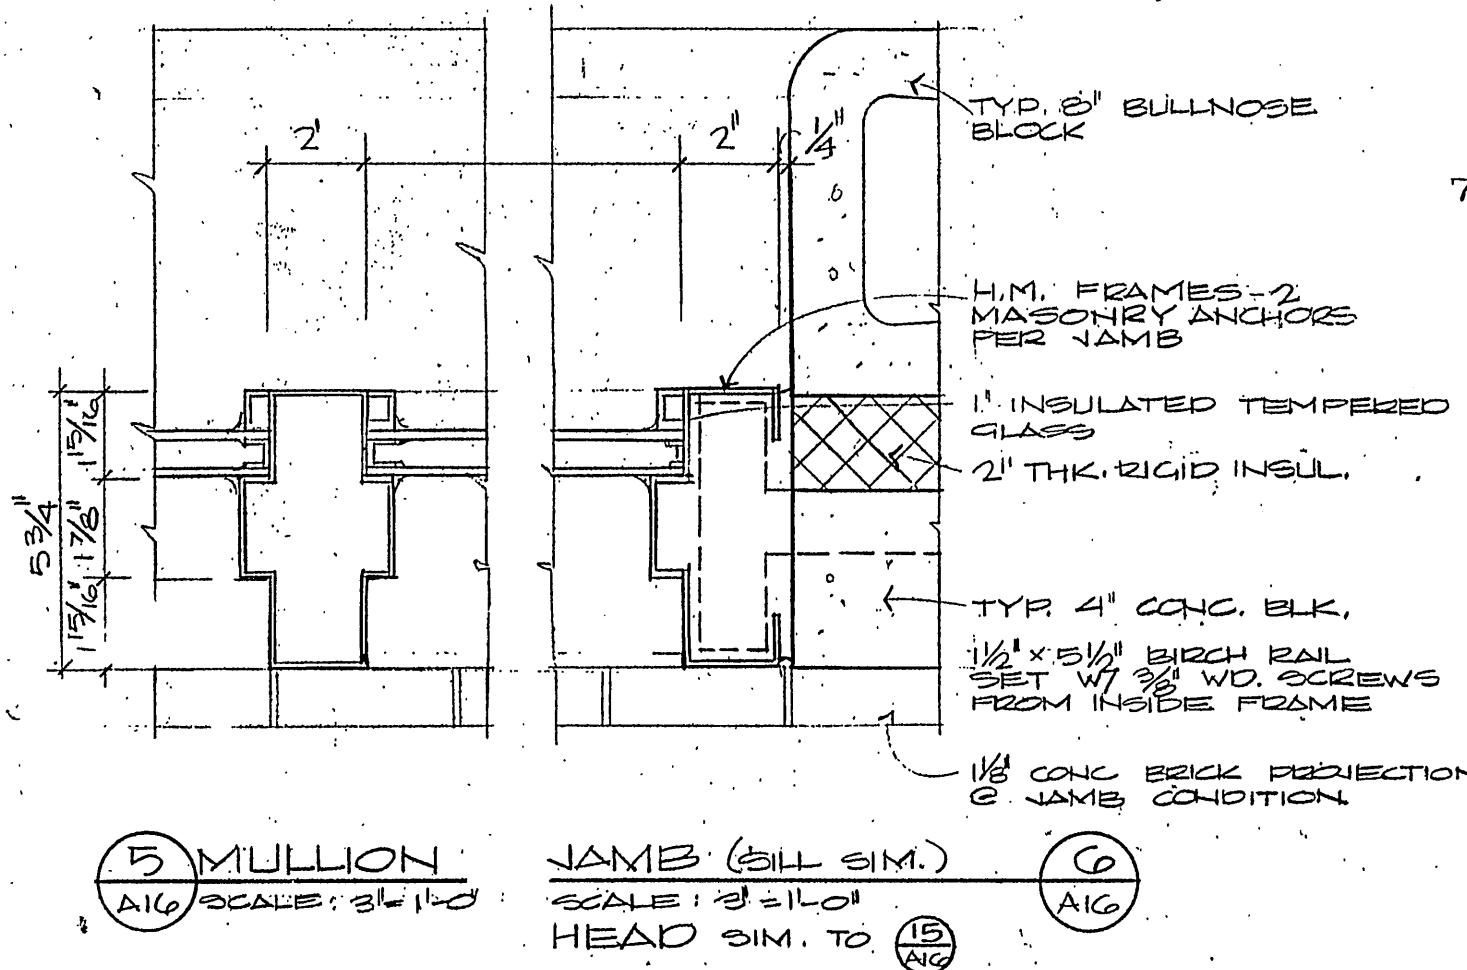 2'
2"
1/4"
TYP. 8" BULLNOSE
BLOCK
7
H.M. FRAMES-2
MASONRY ANCHORS
PER JAMB
1" INSULATED TEMPERED
GLASS
2" THK. RIGID INSUL.
5 3/4"
1 15/16"
1 7/8"
1 15/16"
TYP. 4" CONC. BLK.
1 1/2" x 5 1/2" BIRCH RAIL
SET W/ 3/8" WD. SCREWS
FROM INSIDE FRAME
1 1/8" CONC BRICK PROJECTION
@ JAMB CONDITION
5
A16
MULLION
SCALE: 3"=1'-0"
JAMB (SILL SIM.)
SCALE: 3"=1'-0"
HEAD SIM. TO 15
A16
6
A16